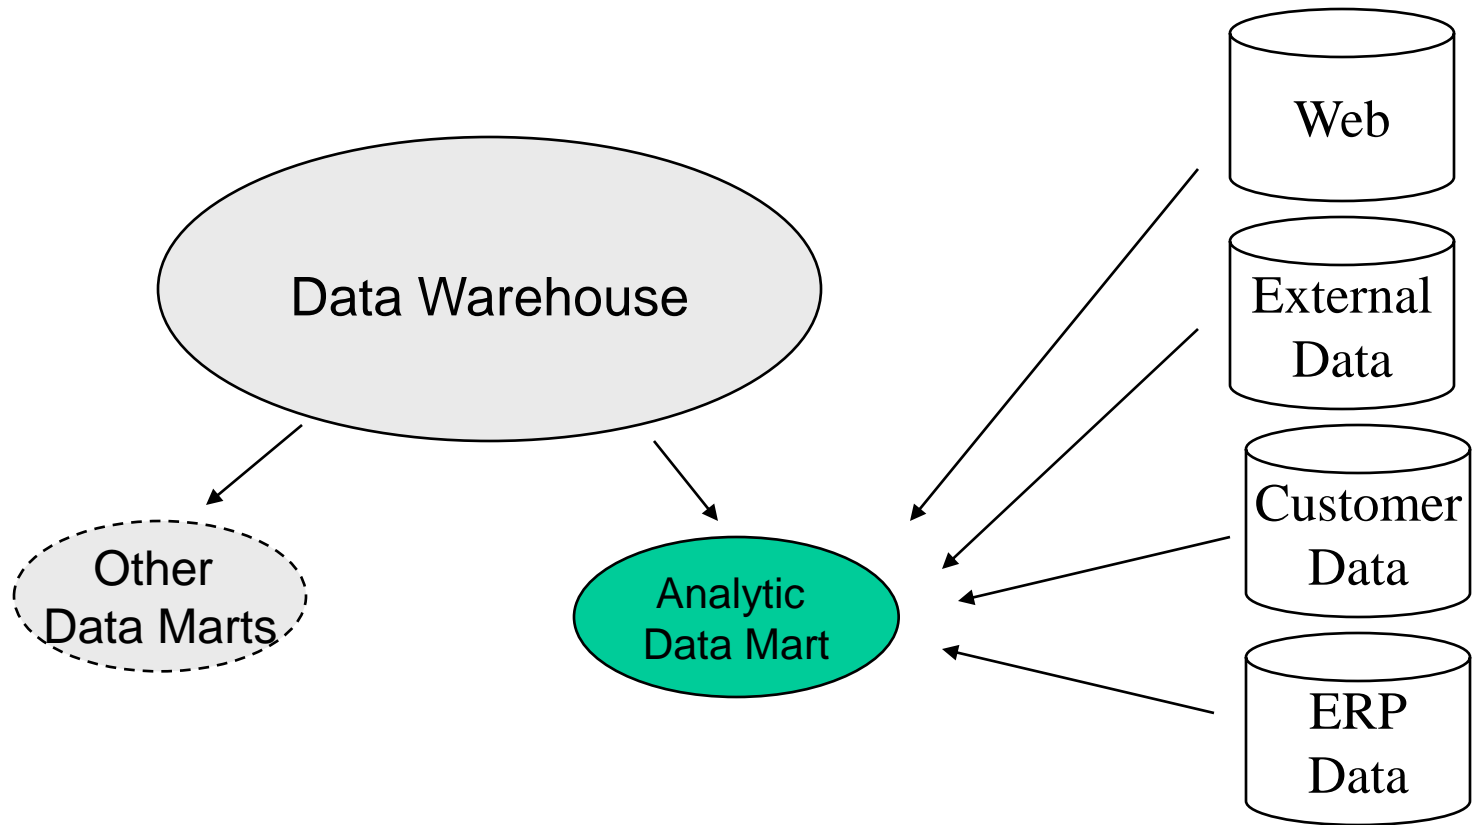 Web
Data Warehouse
External
Data
Customer
Data
Other
Data Marts
Analytic
Data Mart
ERP
Data